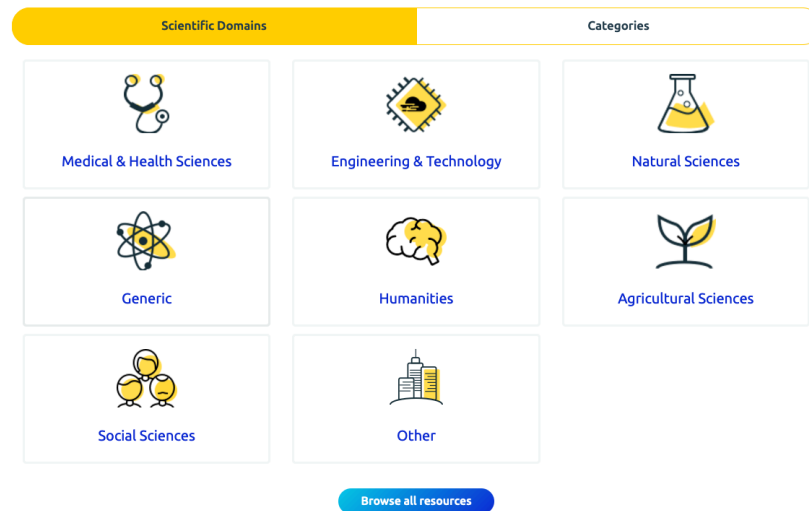 Scientific Domains
Categories
Medical & Health Sciences
Engineering & Technology
Natural Sciences
Generic
Humanities
Agricultural Sciences
Social Sciences
Other
Browse all resources